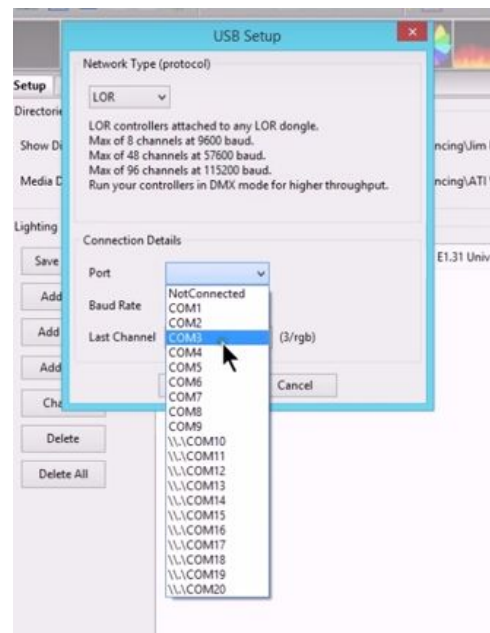 USB Setup
Network Type (protocol)
LOR
LOR controllers attached to any LOR dongle.
Max of 8 channels at 9600 baud.
Max of 48 channels at 57600 baud.
Max of 96 channels at 115200 baud.
Run your controllers in DMX mode for higher throughput.
Connection Details
Port
Baud Rate
Last Channel
(3/rgb)
Cancel
NotConnected
COM1
COM2
COM3
COM4
COM5
COM6
COM7
COM8
COM9
\\.\COM10
\\.\COM11
\\.\COM12
\\.\COM13
\\.\COM14
\\.\COM15
\\.\COM16
\\.\COM17
\\.\COM18
\\.\COM19
\\.\COM20
Setup
Directorie
Show Di
ncing\Jim
Media D
ncing\ATI
Lighting
E1.31 Univ
Save
Add
Add
Add
Cha
Delete
Delete All